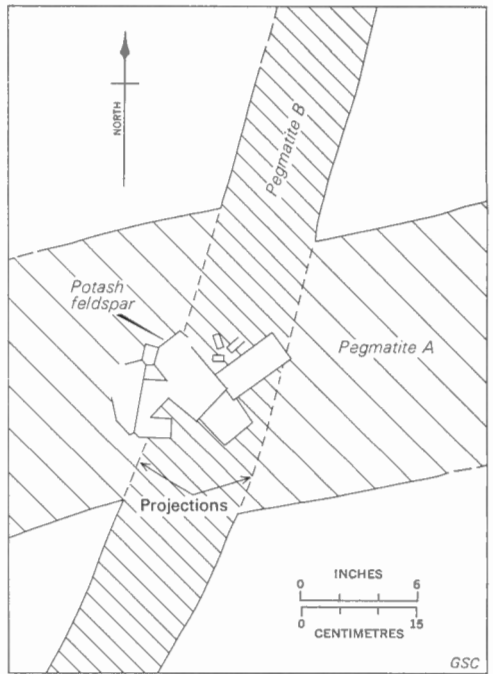 NORTH
Pegmatite B
Potash
feldspar
Pegmatite A
Projections
INCHES
0 6
0 15
CENTIMETRES
GSC